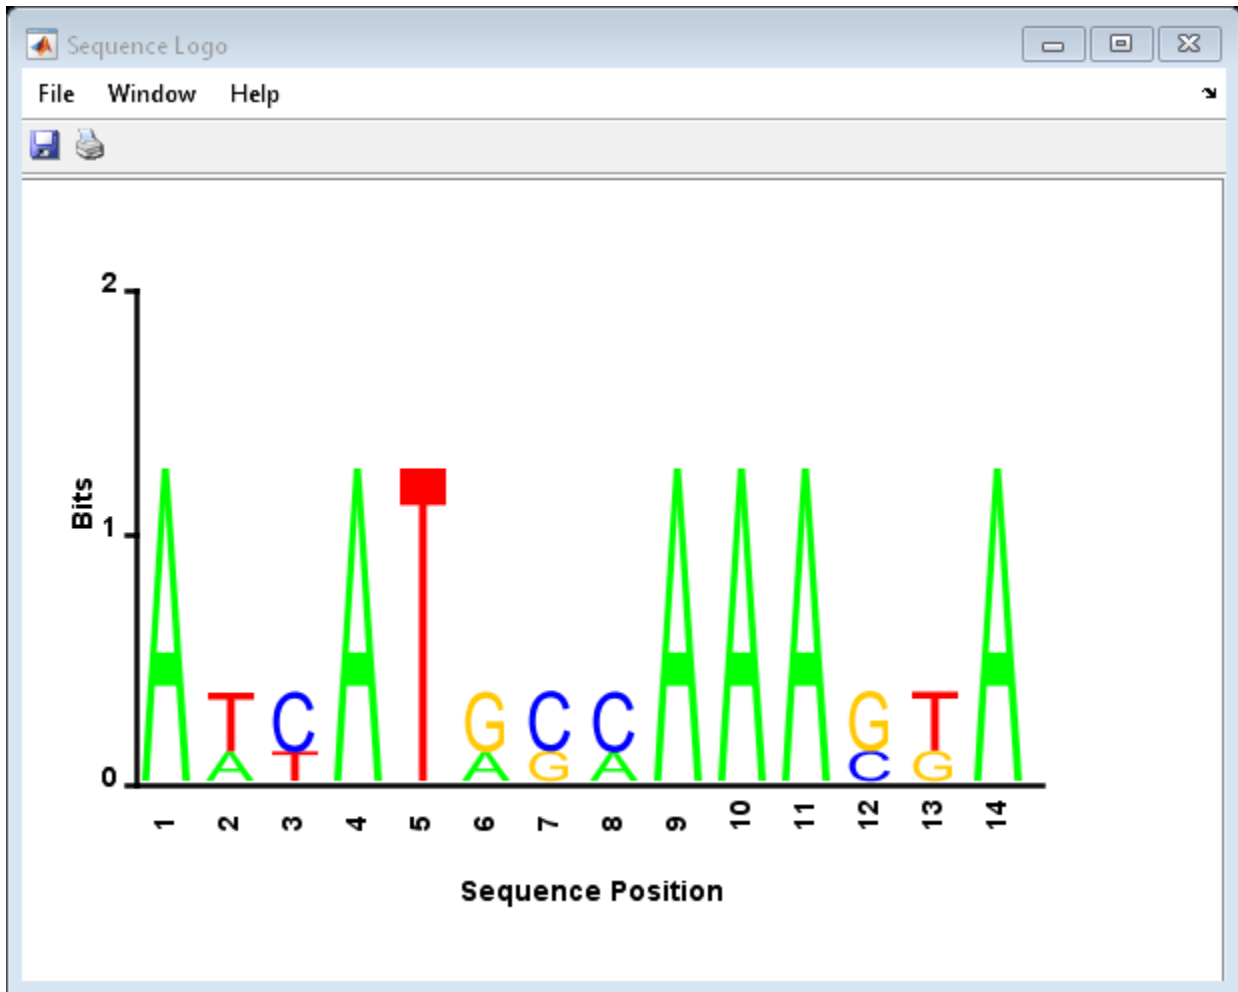 Sequence Logo
File Window Help
2
Bits
1
0
A T C A T G C C A A A G T A
A T A G A C G
1 2 3 4 5 6 7 8 9 10 11 12 13 14
Sequence Position